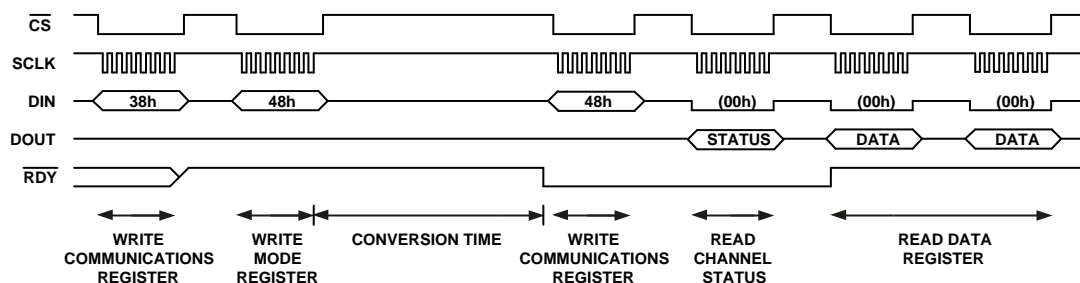 CS
SCLK
DIN 38h 48h 48h (00h) (00h) (00h)
DOUT STATUS DATA DATA
RDY
WRITE
COMMUNICATIONS
REGISTER
WRITE
MODE
REGISTER
CONVERSION TIME
WRITE
COMMUNICATIONS
REGISTER
READ
CHANNEL
STATUS
READ DATA
REGISTER